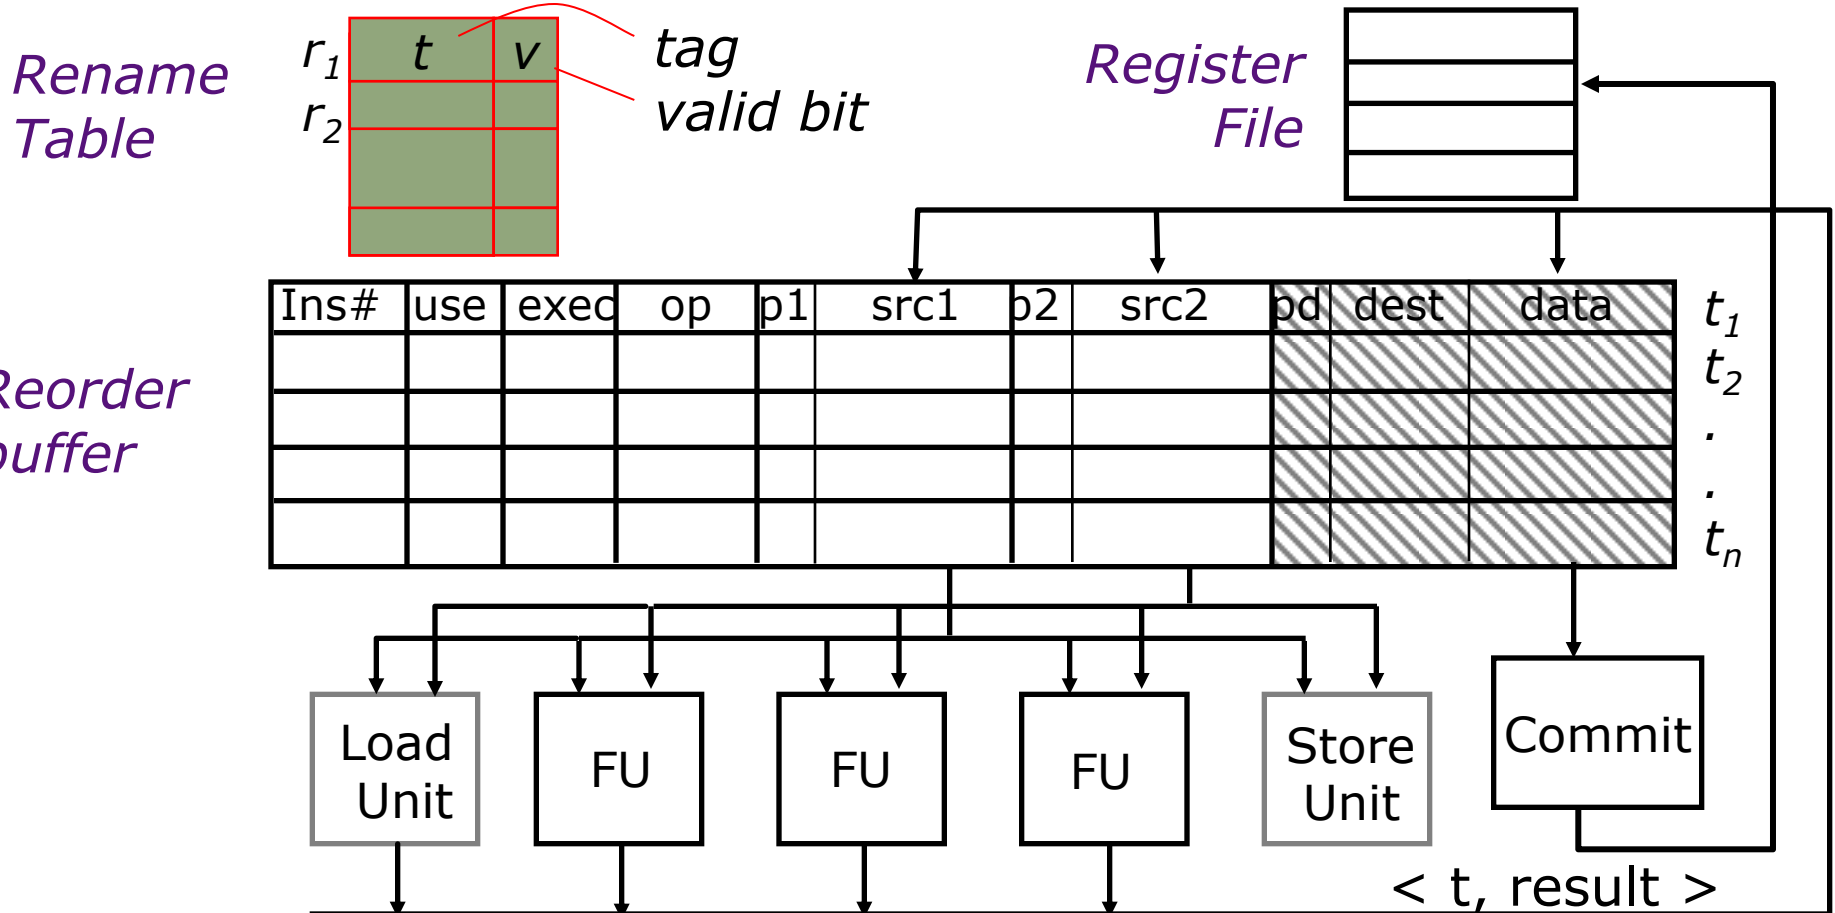 Rename
Table
r1
t
v
r2
tag
valid bit
Register
File
Ins#
use
exec
op
p1
src1
p2
src2
pd
dest
data
t1
t2
.
.
tn
Reorder
buffer
Load
Unit
FU
FU
FU
Store
Unit
Commit
< t, result >